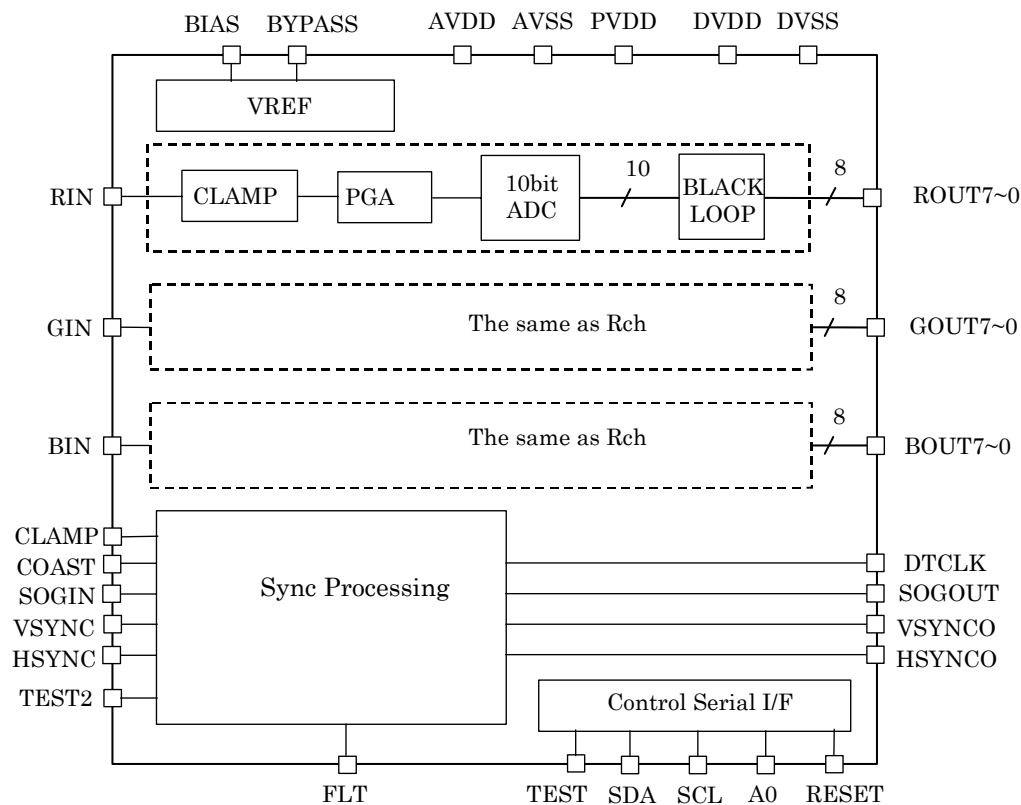 BIAS BYPASS AVDD AVSS PVDD DVDD DVSS
VREF
RIN CLAMP PGA 10bit ADC 10 BLACK LOOP 8 ROUT7~0
GIN The same as Rch 8 GOUT7~0
BIN The same as Rch 8 BOUT7~0
CLAMP
COAST DTCLK
SOGIN Sync Processing SOGOUT
VSYNC VSYNCO
HSYNC HSYNCO
TEST2 Control Serial I/F
FLT TEST SDA SCL A0 RESET